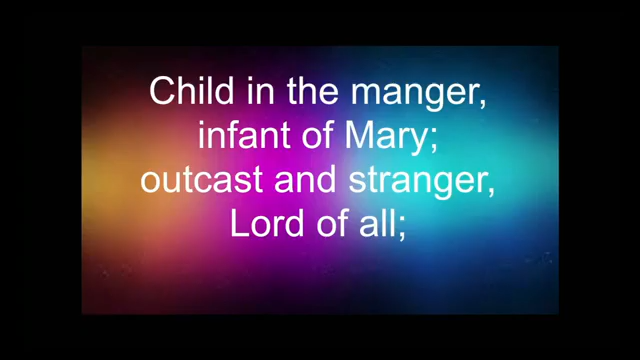 Child in the manger,
infant of Mary;
outcast and stranger,
Lord of all;